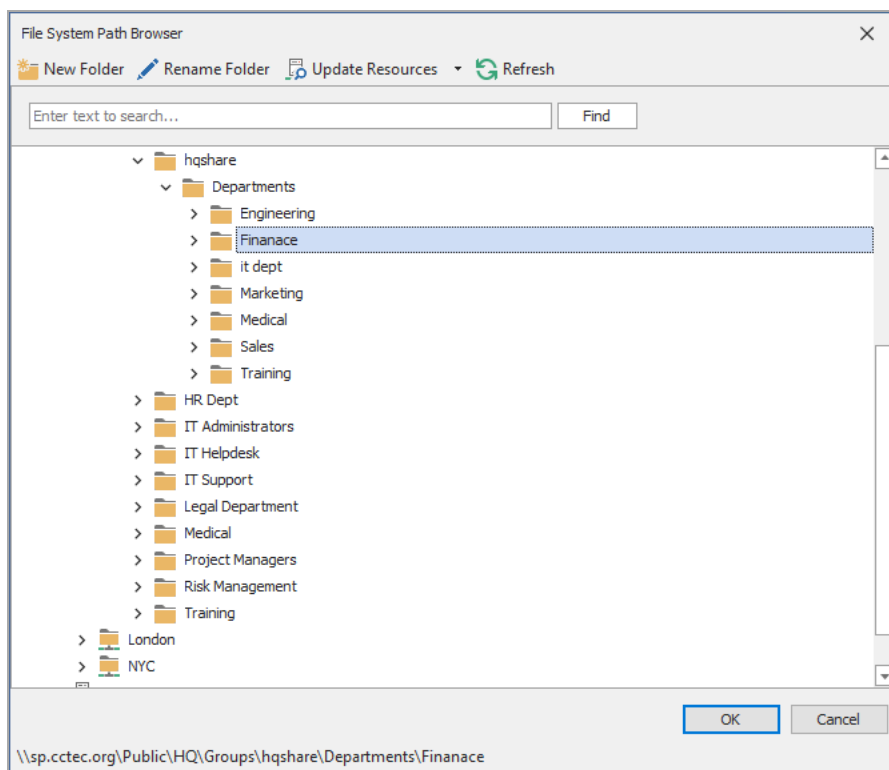 File System Path Browser
New Folder Rename Folder Update Resources Refresh
Enter text to search... Find
hqshare
Departments
Engineering
Finanace
it dept
Marketing
Medical
Sales
Training
HR Dept
IT Administrators
IT Helpdesk
IT Support
Legal Department
Medical
Project Managers
Risk Management
Training
London
NYC
OK Cancel
\\sp.cctec.org\Public\HQ\Groups\hqshare\Departments\Finanace